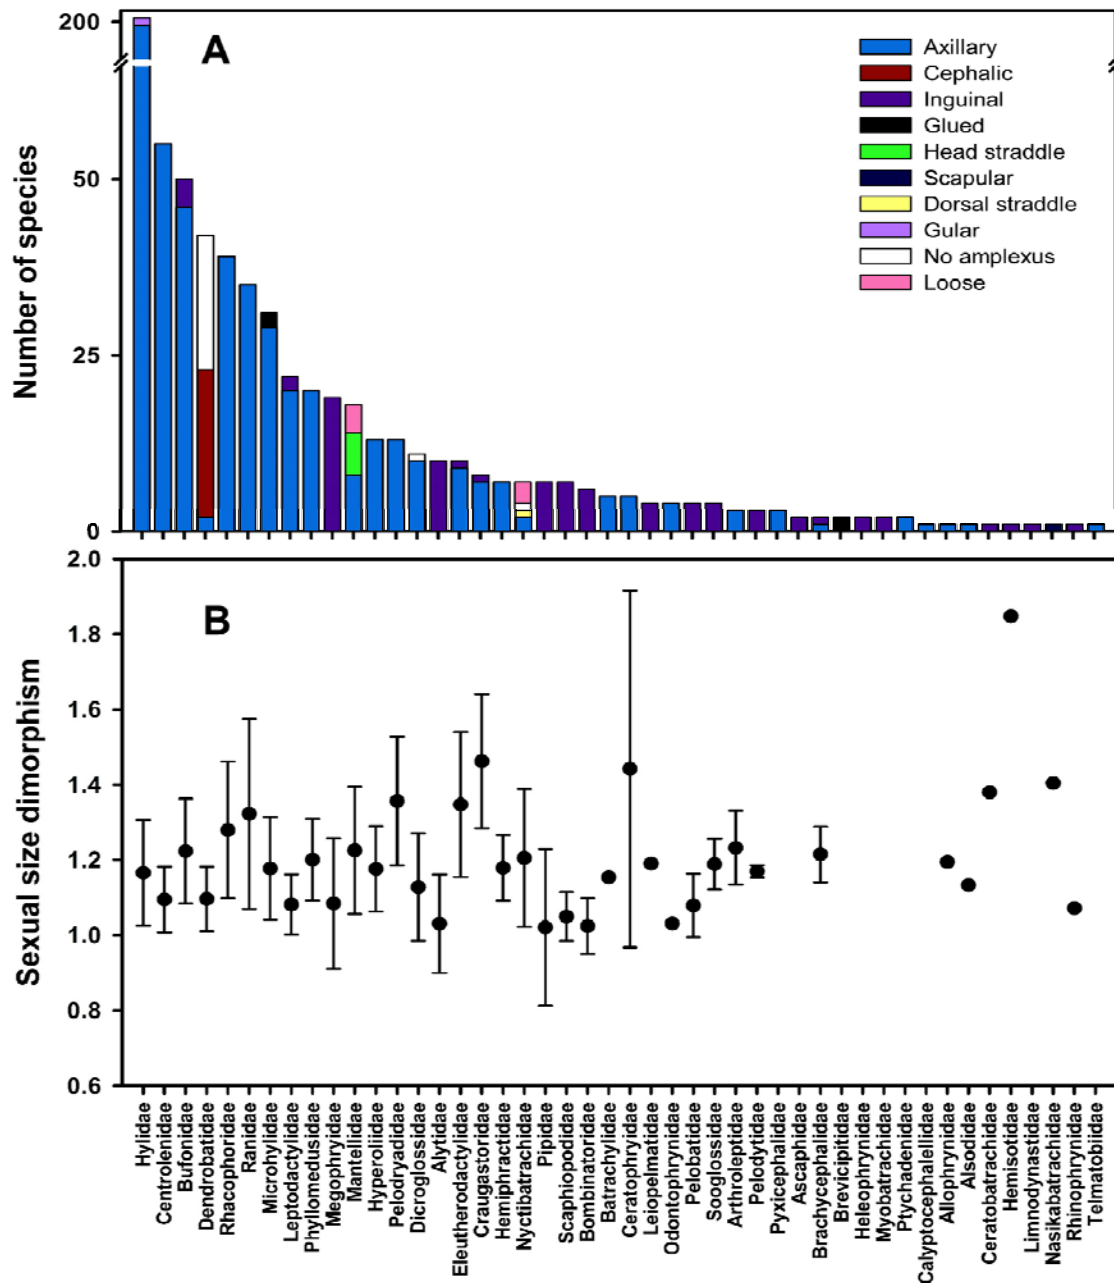 200
A
Axillary
Cephalic
Inguinal
Glued
Head straddle
Scapular
Dorsal straddle
Gular
No amplexus
Loose
Number of species
50
25
0
2.0
B
1.8
1.6
1.4
1.2
1.0
0.8
0.6
Sexual size dimorphism
Hylidae
Centrolenidae
Bufonidae
Dendrobatidae
Rhacophoridae
Ranidae
Microhylidae
Leptodactylidae
Phyllomedusidae
Megophryidae
Mantellidae
Hyperoliidae
Pelodryadidae
Dicroglossidae
Alytidae
Eleutherodactylidae
Craugastoridae
Hemiphractidae
Nyctibatrachidae
Pipidae
Scaphiopodidae
Bombinatoridae
Batrachylidae
Ceratophryidae
Leiopelmatidae
Odontophrynidae
Pelobatidae
Sooglossidae
Arthroleptidae
Pelodytidae
Pyxicephalidae
Ascaphidae
Brachycephalidae
Brevicipitidae
Heleophrynidae
Myobatrachidae
Ptychadenidae
Calyptocephalellidae
Allophrynidae
Alsodidae
Ceratobatrachidae
Hemisotidae
Limnodynastidae
Nasikabatrachidae
Rhinophrynidae
Telmatobiidae